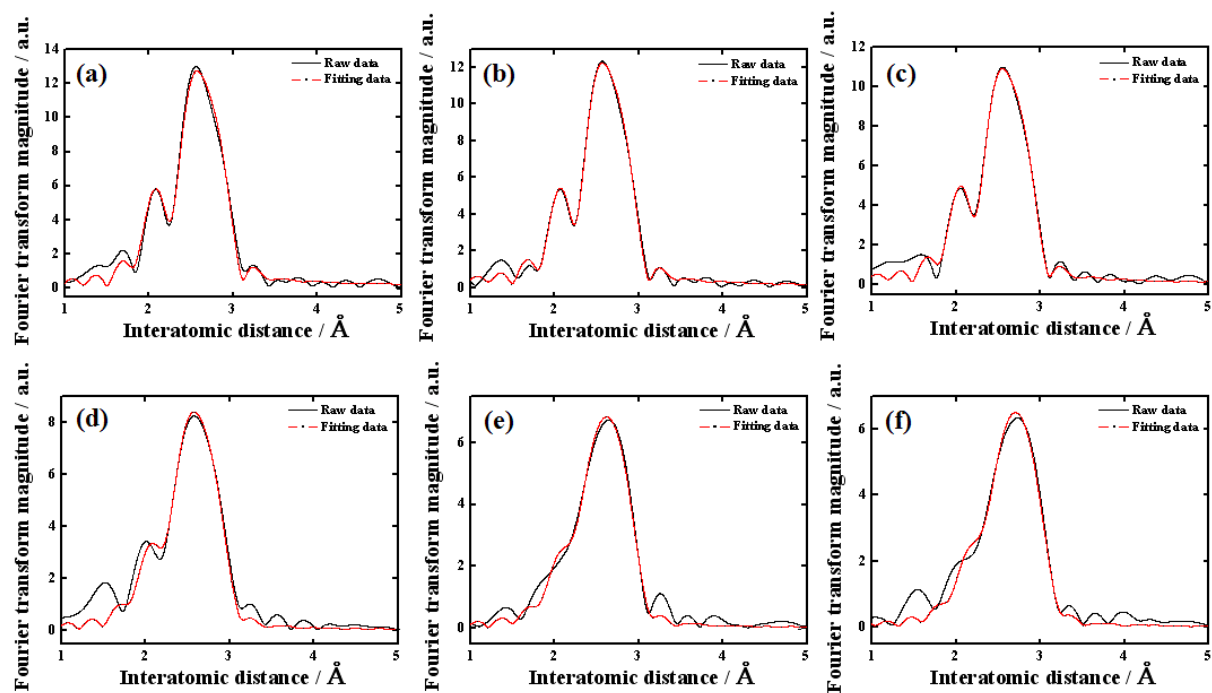 Fourier transform magnitude / a.u.
14
12
10
8
6
4
2
0
(a)
Raw data
Fitting data
1 2 3 4 5
Interatomic distance / Å
Fourier transform magnitude / a.u.
12
10
8
6
4
2
0
(b)
Raw data
Fitting data
1 2 3 4 5
Interatomic distance / Å
Fourier transform magnitude / a.u.
12
10
8
6
4
2
0
(c)
Raw data
Fitting data
1 2 3 4 5
Interatomic distance / Å
Fourier transform magnitude / a.u.
8
6
4
2
0
(d)
Raw data
Fitting data
1 2 3 4 5
Interatomic distance / Å
Fourier transform magnitude / a.u.
6
4
2
0
(e)
Raw data
Fitting data
1 2 3 4 5
Interatomic distance / Å
Fourier transform magnitude / a.u.
6
4
2
0
(f)
Raw data
Fitting data
1 2 3 4 5
Interatomic distance / Å